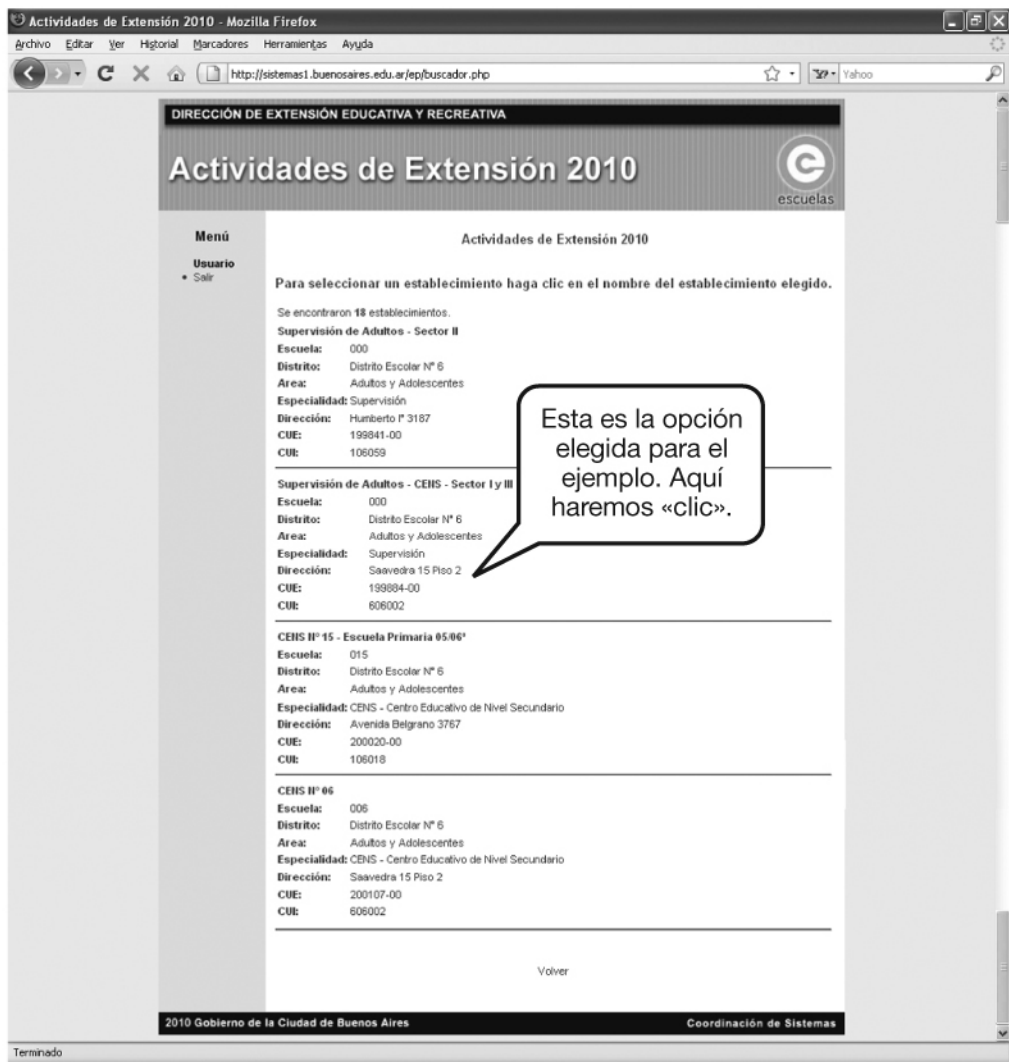 Actividades de Extensión 2010 - Mozilla Firefox
Archivo Editar Ver Historial Marcadores Herramientas Ayuda
http://sistemas1.buenosaires.edu.ar/ep/buscador.php
Yahoo
DIRECCIÓN DE EXTENSIÓN EDUCATIVA Y RECREATIVA
Actividades de Extensión 2010
e
escuelas
Menú
Usuario
• Salir
Actividades de Extensión 2010
Para seleccionar un establecimiento haga clic en el nombre del establecimiento elegido.
Se encontraron 18 establecimientos.
Supervisión de Adultos - Sector II
Escuela: 000
Distrito: Distrito Escolar N° 6
Area: Adultos y Adolescentes
Especialidad: Supervisión
Dirección: Humberto I° 3187
CUE: 199841-00
CUI: 106059
Supervisión de Adultos - CENS - Sector I y III
Escuela: 000
Distrito: Distrito Escolar N° 6
Area: Adultos y Adolescentes
Especialidad: Supervisión
Dirección: Saavedra 15 Piso 2
CUE: 199884-00
CUI: 606002
Esta es la opción
elegida para el
ejemplo. Aquí
haremos «clic».
CENS N° 15 - Escuela Primaria 05/06°
Escuela: 015
Distrito: Distrito Escolar N° 6
Area: Adultos y Adolescentes
Especialidad: CENS - Centro Educativo de Nivel Secundario
Dirección: Avenida Belgrano 3767
CUE: 200020-00
CUI: 106018
CENS N° 06
Escuela: 006
Distrito: Distrito Escolar N° 6
Area: Adultos y Adolescentes
Especialidad: CENS - Centro Educativo de Nivel Secundario
Dirección: Saavedra 15 Piso 2
CUE: 200107-00
CUI: 606002
Volver
2010 Gobierno de la Ciudad de Buenos Aires
Coordinación de Sistemas
Terminado